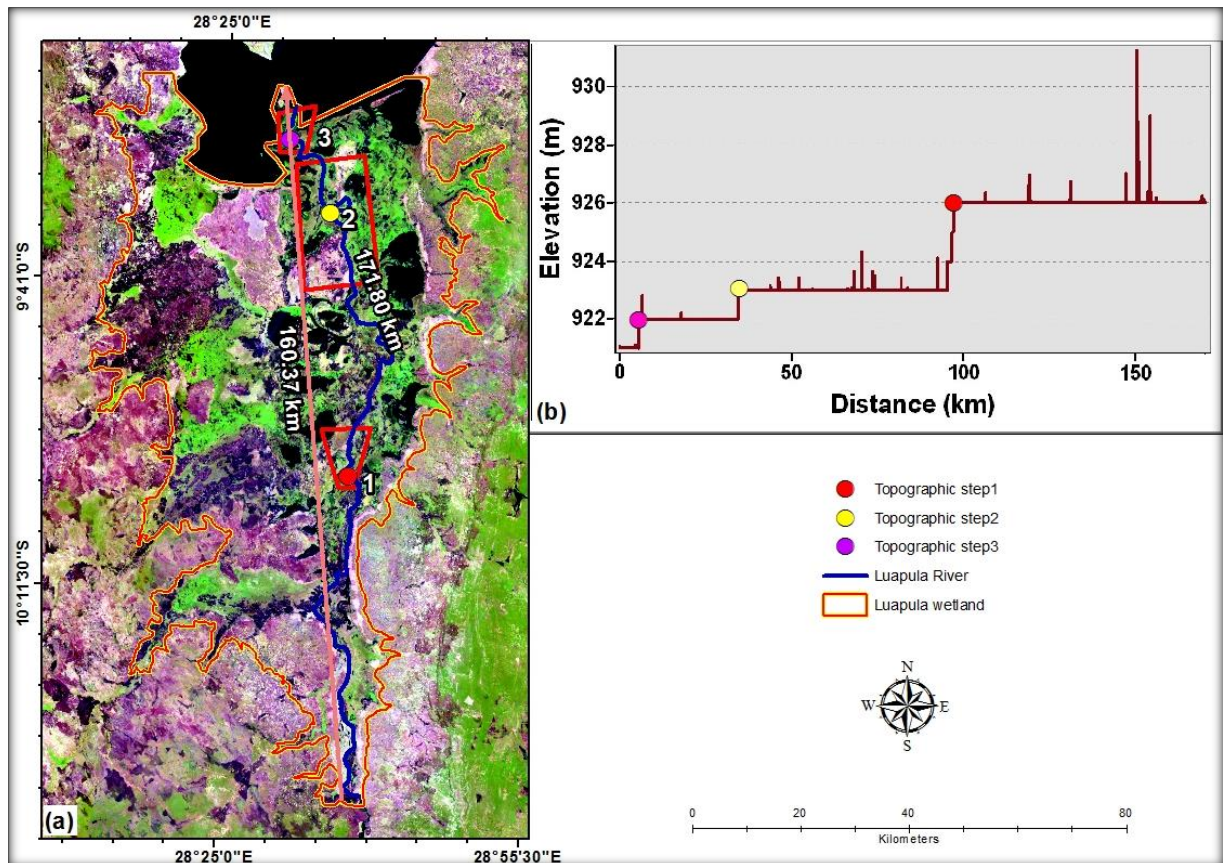 28°25'0"E
9°41'0"S
10°11'30"S
3
2
171.80 km
160.37 km
1
(a)
28°25'0"E
28°55'30"E
Elevation (m)
930
928
926
924
922
0
50
100
150
(b)
Distance (km)
Topographic step1
Topographic step2
Topographic step3
Luapula River
Luapula wetland
N
W
E
S
0
20
40
60
80
Kilometers